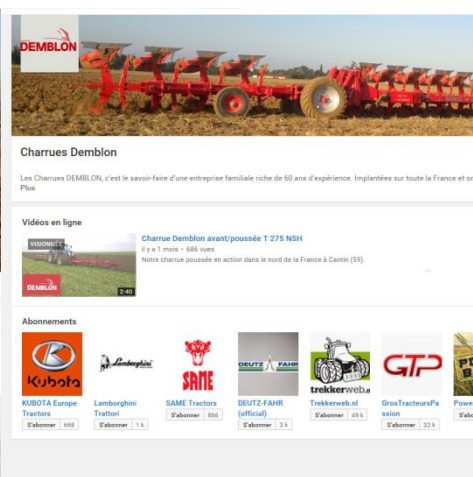 DEMBLON
Charrues Demblon
Les Charrues DEMBLON, c'est le savoir-faire d'une entreprise familiale riche de 60 ans d'expérience. Implantées sur toute la France et on
Plus
Vidéos en ligne
VISIONNÉE
DEMBLON
2:40
Charrue Demblon avant/poussée T 275 NSH
il y a 1 mois • 686 vues
Notre charrue poussée en action dans le nord de la France à Cantin (59).
Abonnements
Kubota
Lamborghini
SAME
DEUTZ FAHR
trekkerweb.n
GTP
KUBOTA Europe Tractors
S'abonner 668
Lamborghini Trattori
S'abonner 1 k
SAME Tractors
S'abonner 886
DEUTZ-FAHR (official)
S'abonner 3 k
Trekkerweb.nl
S'abonner 49 k
GrosTracteursPassion
S'abonner 32 k
Power
S'abo